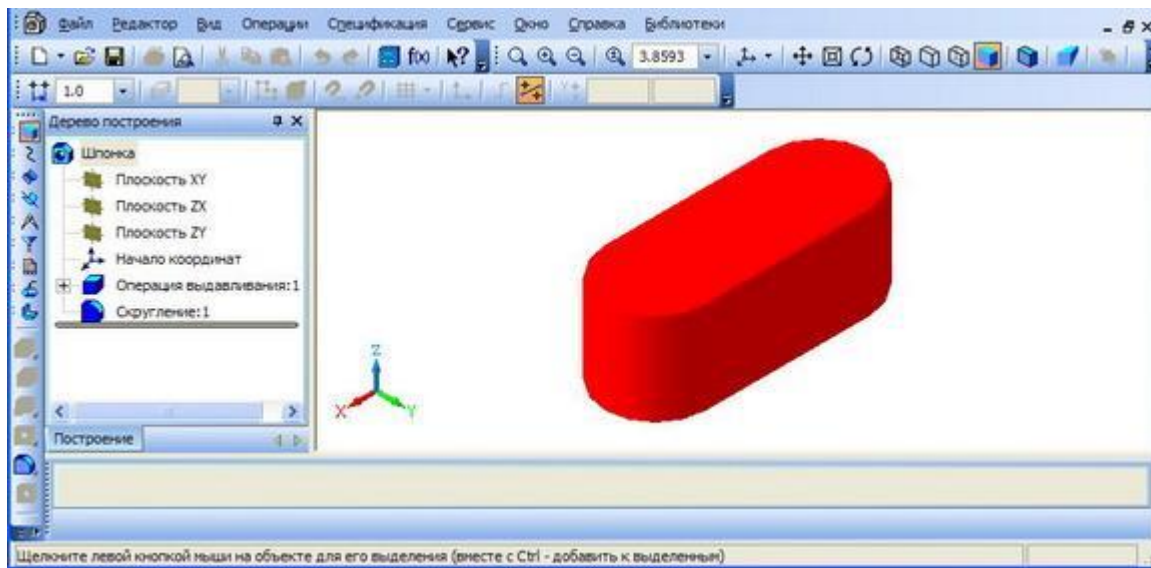 Файл Редактор Вид Операции Спецификация Сервис Окно Справка Библиотеки
f(x) 3.8593
1.0
Дерево построения
Шпонка
Плоскость XY
Плоскость ZX
Плоскость ZY
Начало координат
Операция выдавливания:1
Скругление:1
Z
X
Y
Построение
Щелкните левой кнопкой мыши на объекте для его выделения (вместе с Ctrl - добавить к выделенным)